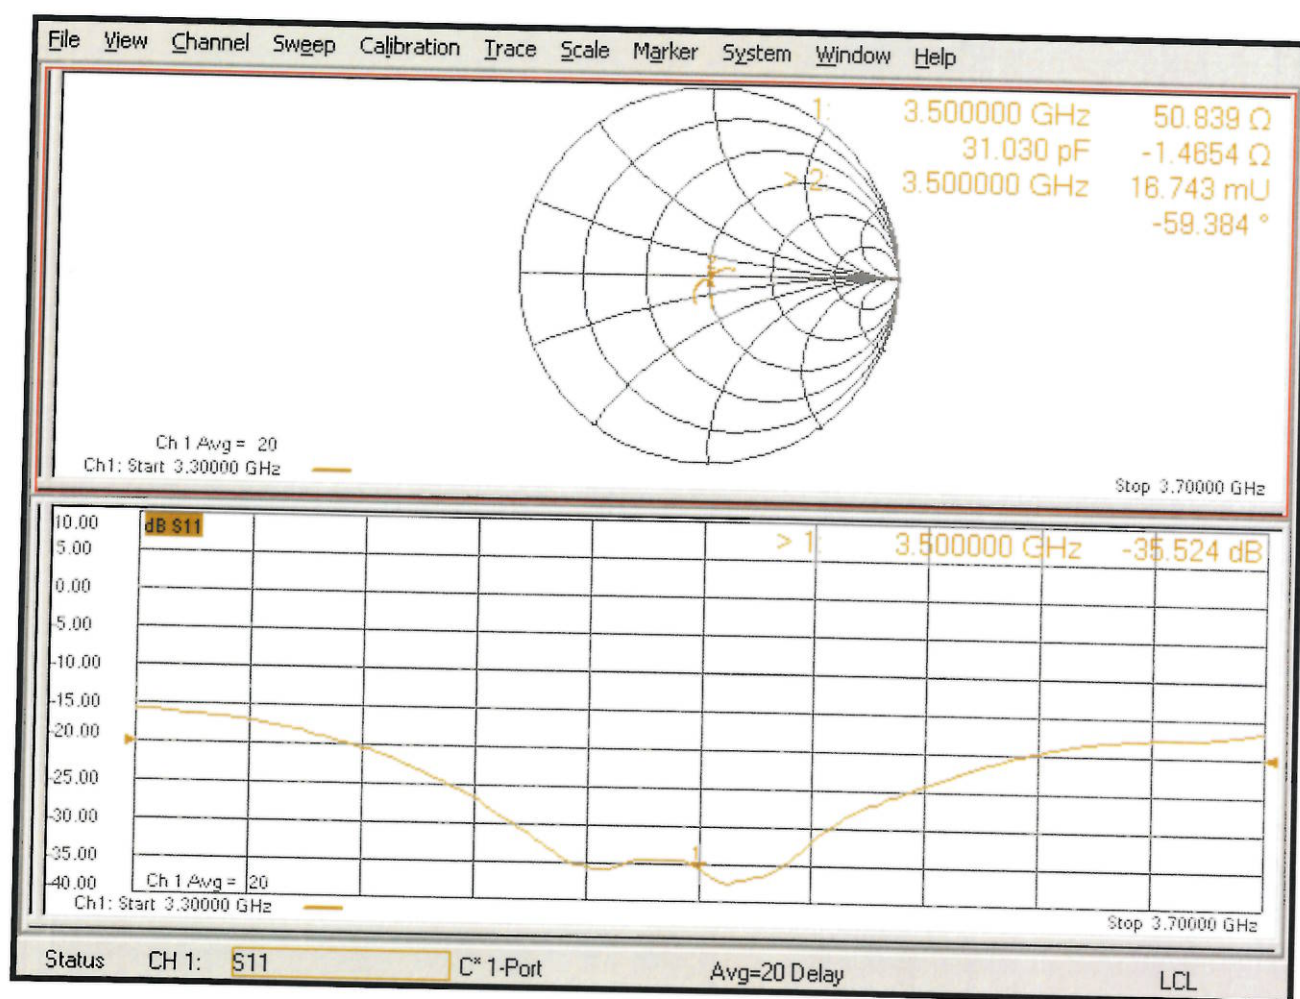 File View Channel Sweep Calibration Trace Scale Marker System Window Help
1: 3.500000 GHz 50.839 Ω
31.030 pF -1.4654 Ω
> 2: 3.500000 GHz 16.743 mU
-59.384 °
Ch 1 Avg = 20
Ch1: Start 3.30000 GHz
Stop 3.70000 GHz
10.00
dB S11
> 1: 3.500000 GHz -35.524 dB
5.00
0.00
-5.00
-10.00
-15.00
-20.00
-25.00
-30.00
-35.00
1
-40.00
Ch 1 Avg = 20
Ch1: Start 3.30000 GHz
Stop 3.70000 GHz
Status CH 1: S11 C* 1-Port Avg=20 Delay LCL